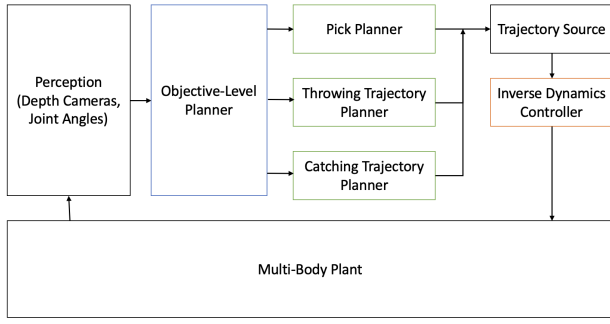 Perception
(Depth Cameras,
Joint Angles)
Objective-Level
Planner
Pick Planner
Throwing Trajectory
Planner
Catching Trajectory
Planner
Trajectory Source
Inverse Dynamics
Controller
Multi-Body Plant